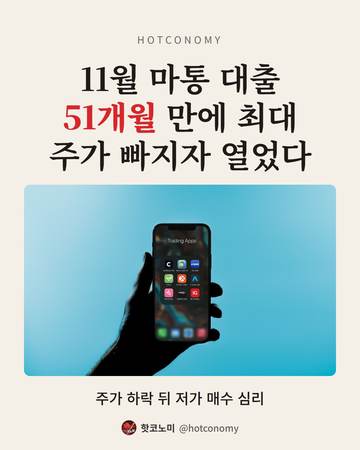 HOTCONOMY
11월 마통 대출
51개월 만에 최대
주가 빠지자 열었다
Trading Apps
주가 하락 뒤 저가 매수 심리
핫코노미 @hotconomy